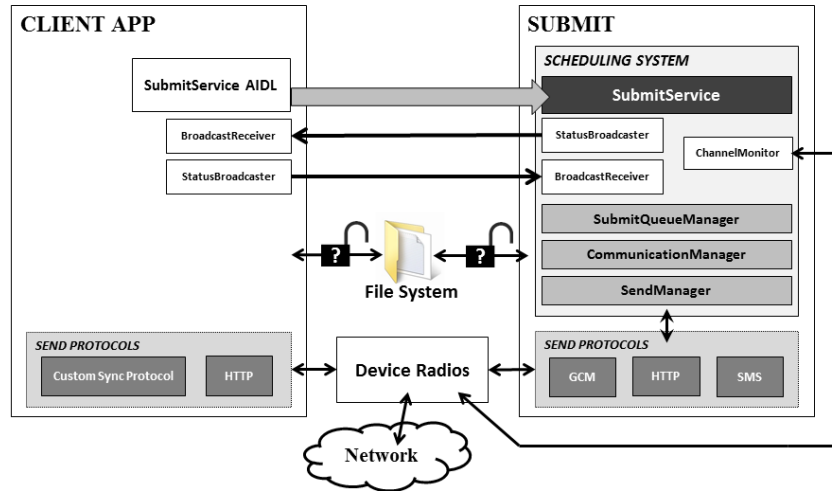 CLIENT APP
SubmitService AIDL
BroadcastReceiver
StatusBroadcaster
SEND PROTOCOLS
Custom Sync Protocol
HTTP
?
?
File System
Device Radios
Network
SUBMIT
SCHEDULING SYSTEM
SubmitService
StatusBroadcaster
ChannelMonitor
BroadcastReceiver
SubmitQueueManager
CommunicationManager
SendManager
SEND PROTOCOLS
GCM
HTTP
SMS